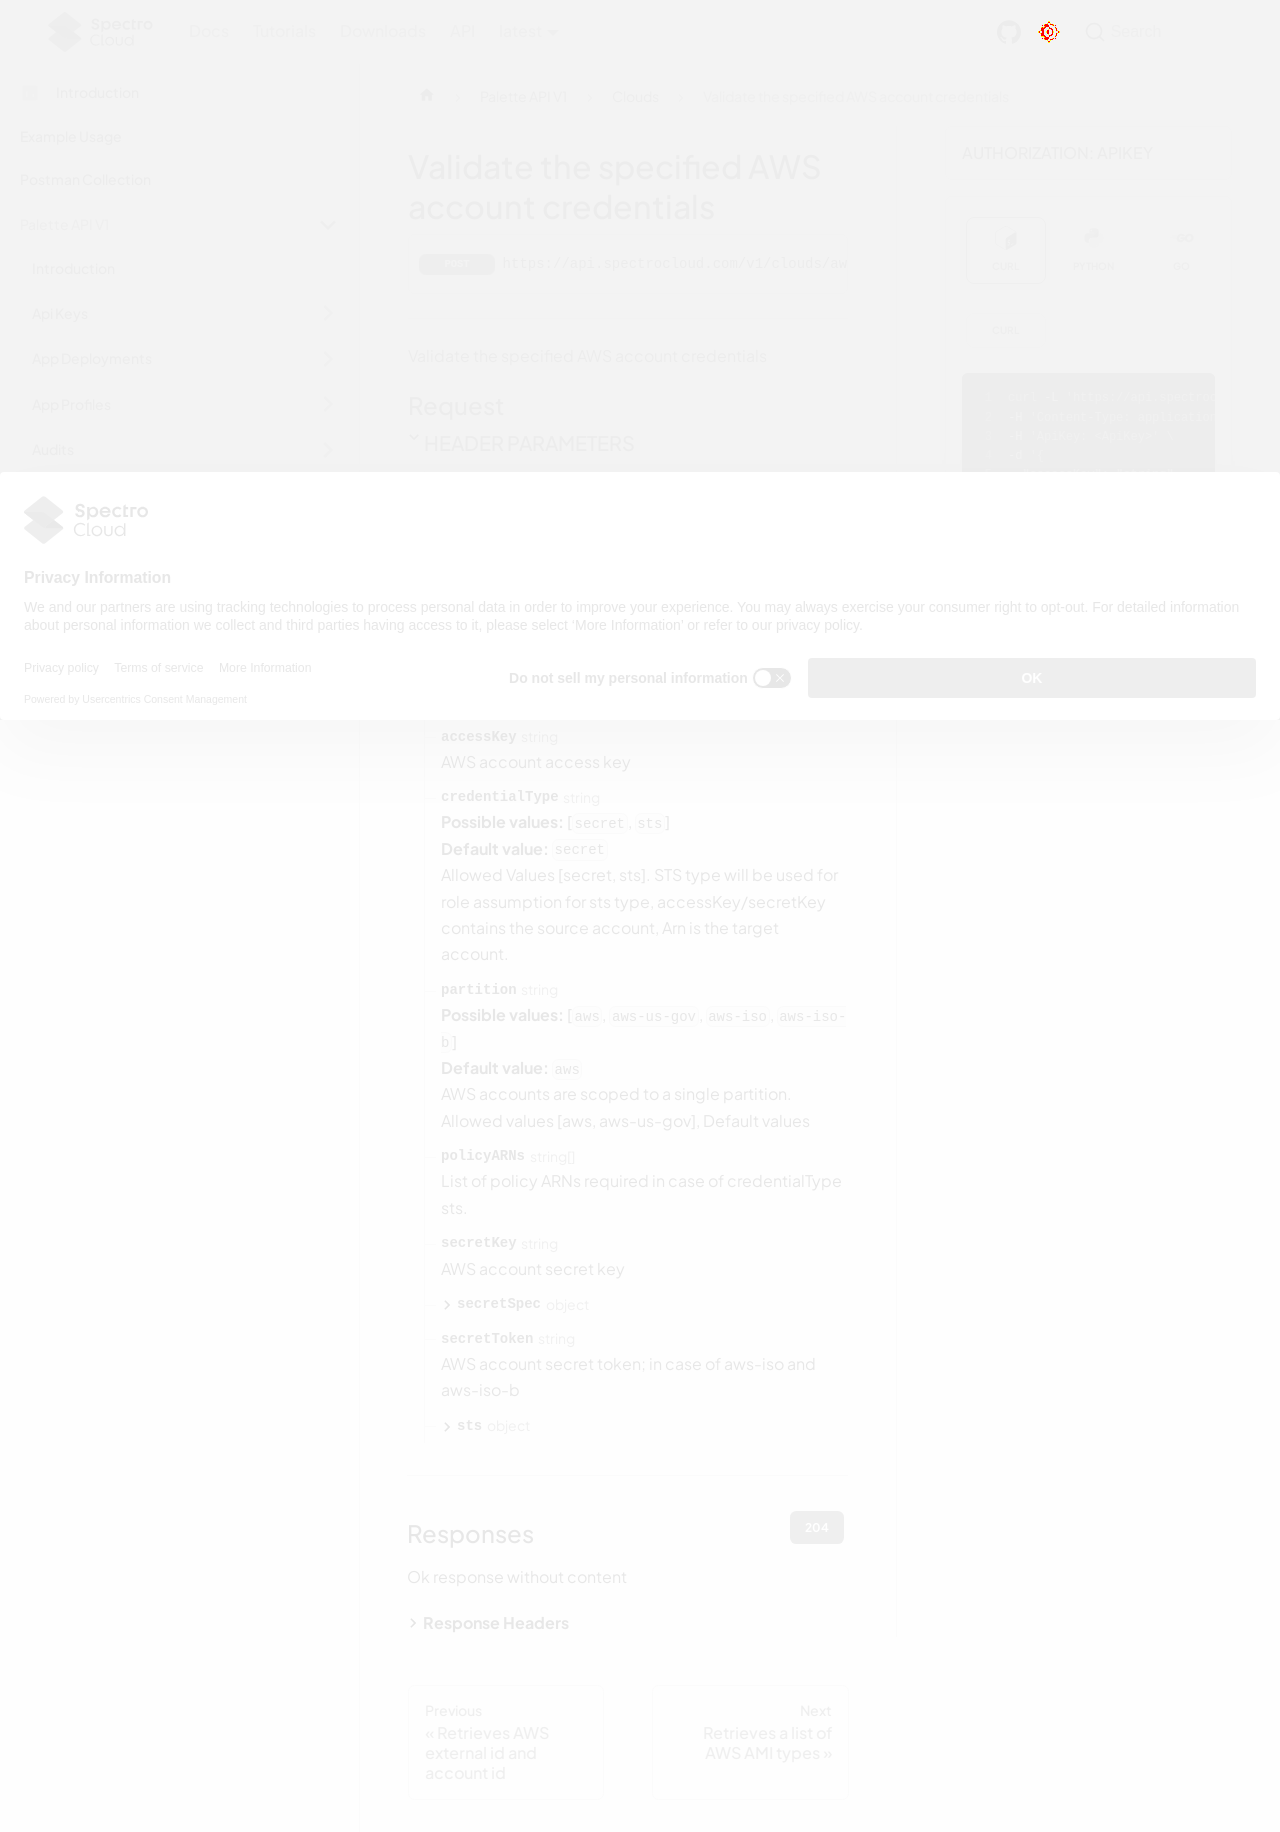 Spectro
Cloud
Docs Tutorials Downloads API latest
Search
Introduction
Example Usage
Postman Collection
Palette API V1
Introduction
Api Keys
App Deployments
App Profiles
Audits
Palette API V1
Clouds
Validate the specified AWS account credentials
Validate the specified AWS
account credentials
https://api.spectrocloud.com/v1/clouds/aw
Validate the specified AWS account credentials
Request
HEADER PARAMETERS
AUTHORIZATION: APIKEY
CURL
PYTHON
GO
CURL
Spectro
Cloud
Privacy Information
We and our partners are using tracking technologies to process personal data in order to improve your experience. You may always exercise your consumer right to opt-out. For detailed information
about personal information we collect and third parties having access to it, please select 'More Information' or refer to our privacy policy.
Privacy policy Terms of service More Information
Powered by Usercentrics Consent Management
Do not sell my personal information
OK
accessKey string
AWS account access key
credentialType string
Possible values: [secret, sts]
Default value: secret
Allowed Values [secret, sts]. STS type will be used for
role assumption for sts type, accessKey/secretKey
contains the source account, Arn is the target
account.
partition string
Possible values: [aws, aws-us-gov, aws-iso, aws-iso-
b]
Default value: aws
AWS accounts are scoped to a single partition.
Allowed values [aws, aws-us-gov], Default values
policyARNs string[]
List of policy ARNs required in case of credentialType
sts.
secretKey string
AWS account secret key
secretSpec object
secretToken string
AWS account secret token; in case of aws-iso and
aws-iso-b
sts object
Responses
204
Ok response without content
Response Headers
Previous
« Retrieves AWS
external id and
account id
Next
Retrieves a list of
AWS AMI types »